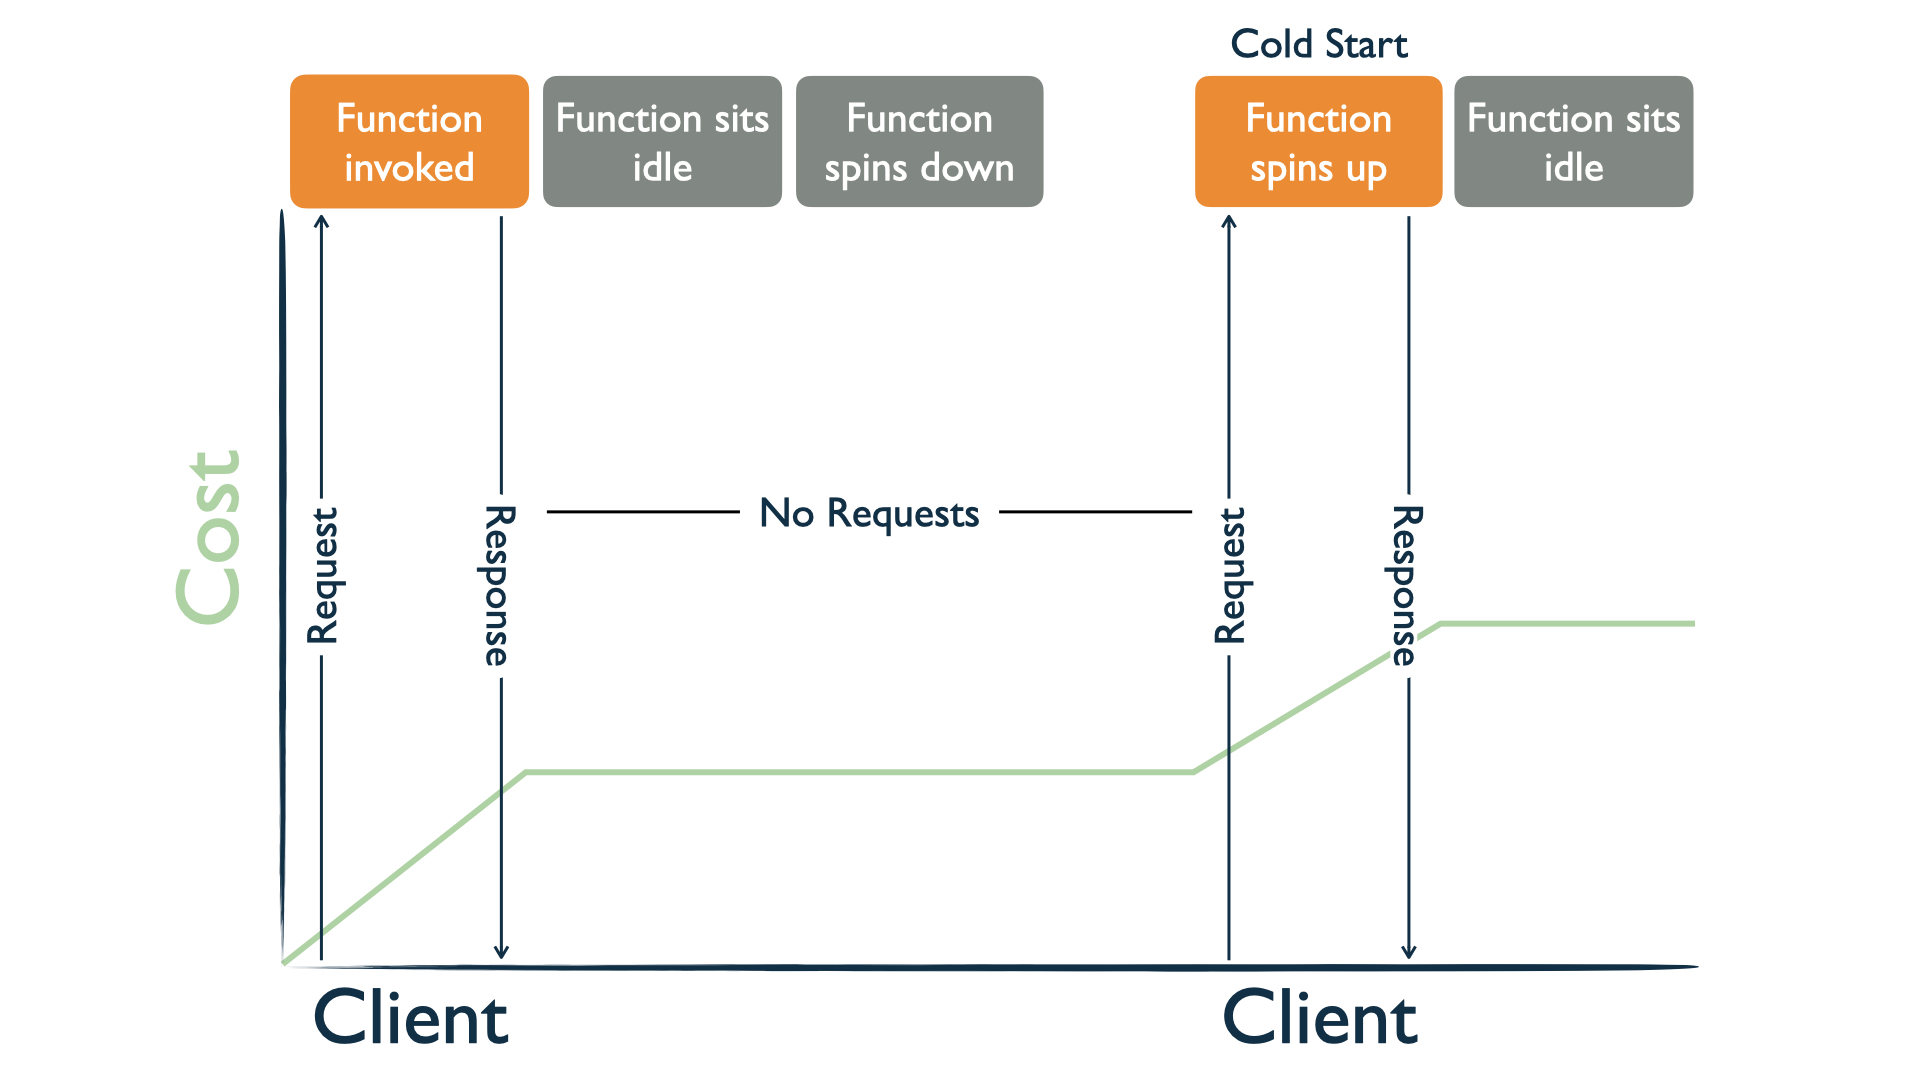 Cold Start
Function
invoked
Function sits
idle
Function
spins down
Function
spins up
Function sits
idle
Cost
Request
Response
No Requests
Request
Response
Client
Client